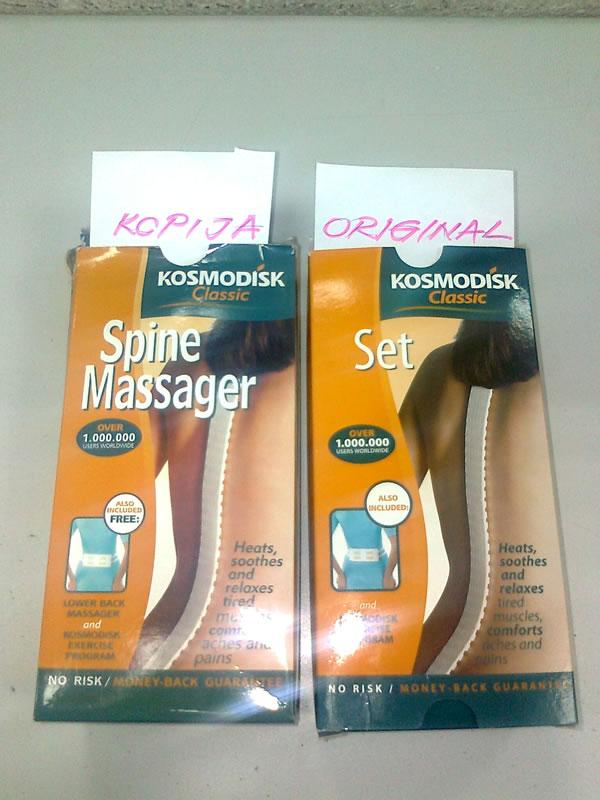 KOPIJA
KOSMODISK
Classic
Spine
Massager
OVER
1.000.000
USERS WORLDWIDE
ALSO
INCLUDED
FREE:
LOWER BACK
MASSAGER
and
KOSMODISK
EXERCISE
PROGRAM
Heats,
soothes
and
relaxes
tired
aches and
pains
NO RISK / MONEY-BACK GUARANTEE
ORIGINAL
KOSMODISK
Classic
Set
OVER
1.000.000
USERS WORLDWIDE
ALSO
INCLUDED:
and
Heats,
soothes
and
relaxes
tired
muscles,
comforts
aches and
pains
NO RISK / MONEY-BACK GUARANTEE